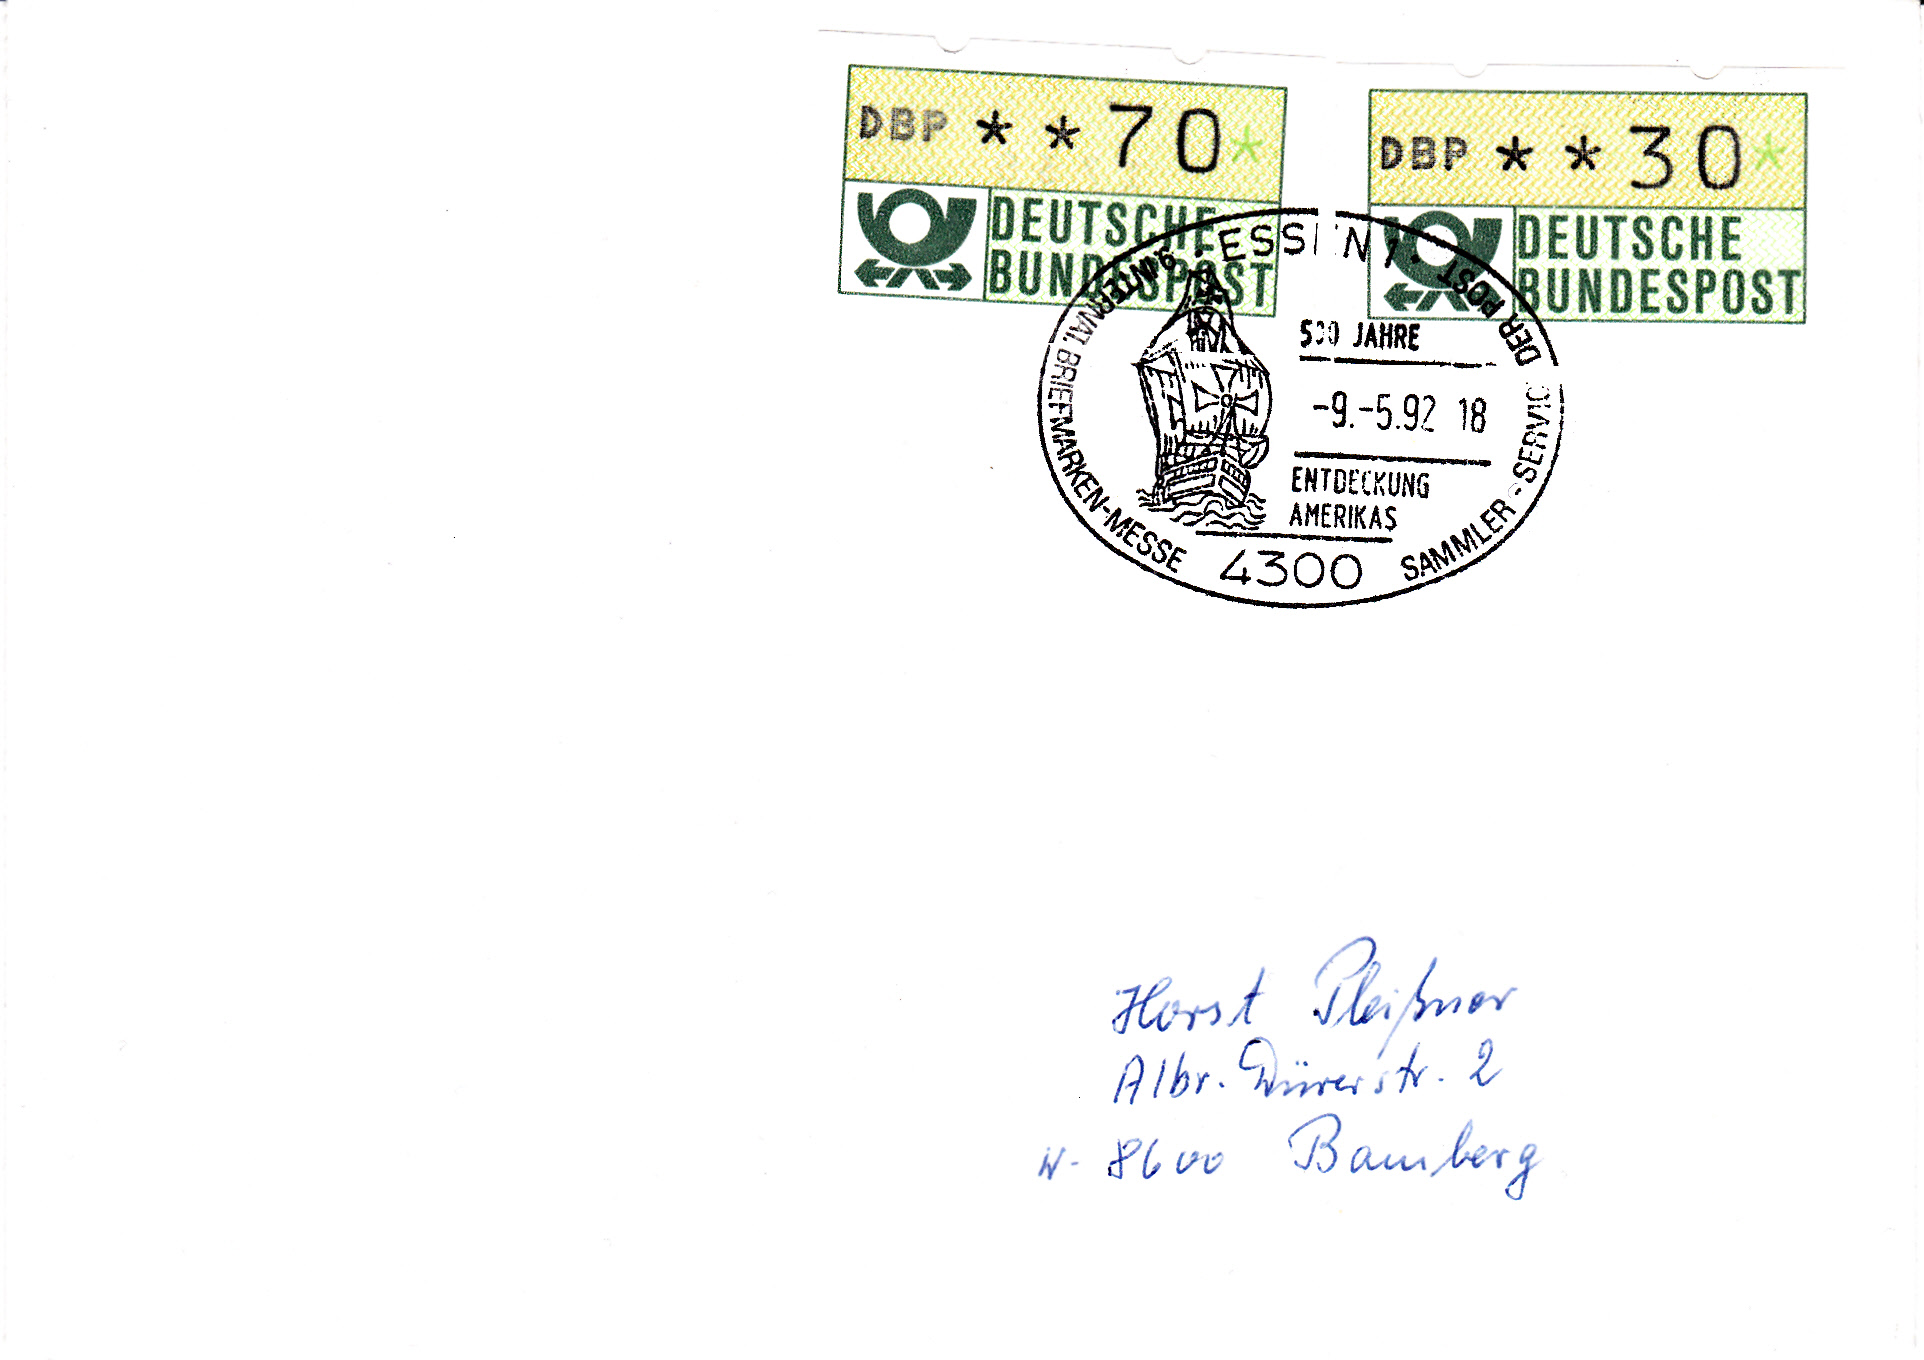 DBP **70*
DEUTSCHE
BUNDESPOST
DBP **30*
DEUTSCHE
BUNDESPOST
· ESSEN 1 ·
9. INTERNAT. BRIEFMARKEN-MESSE
500 JAHRE
-9.-5.92 18
ENTDECKUNG
AMERIKAS
4300
SAMMLER-SERVICE DER POST
Horst Pleißner
Albr. Dürerstr. 2
W- 8600 Bamberg